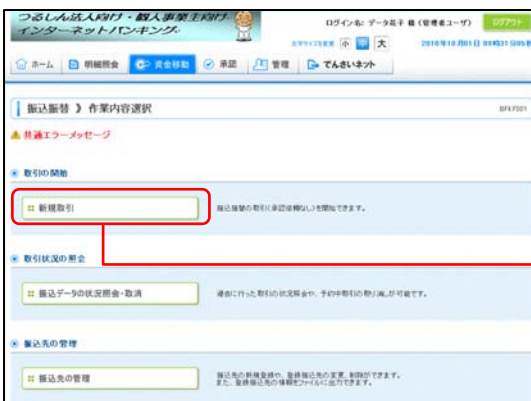 つるしん法人向け・個人事業主向け
インターネットバンキング
ログイン名: データ花子 様 (管理者ユーザ)
ログアウト
文字サイズを変更 小 中 大
2010年10月01日
ホーム 明細照会 資金移動 承認 管理 でんさいネット
振込振替 》 作業内容選択
BFKF001
共通エラーメッセージ
取引の開始
新規取引
振込振替の取引(承認依頼なし)を開始できます。
取引状況の照会
振込データの状況照会・取消
過去に行った取引の状況照会や、予約中取引の取り消しが可能です。
振込先の管理
振込先の管理
振込先の新規登録や、登録振込先の変更、削除ができます。
また、登録振込先の情報をファイルに出力できます。